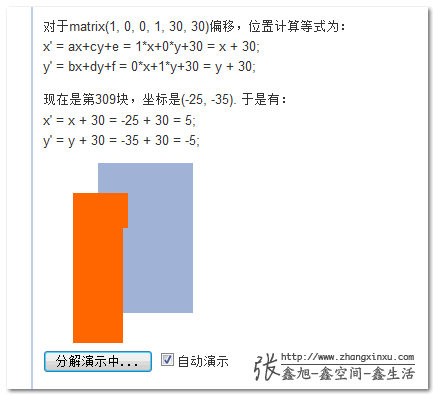 对于matrix(1, 0, 0, 1, 30, 30)偏移，位置计算等式为：
x' = ax+cy+e = 1*x+0*y+30 = x + 30;
y' = bx+dy+f = 0*x+1*y+30 = y + 30;
现在是第309块，坐标是(-25, -35). 于是有：
x' = x + 30 = -25 + 30 = 5;
y' = y + 30 = -35 + 30 = -5;
分解演示中...
自动演示
http://www.zhangxinxu.com
张鑫旭-鑫空间-鑫生活